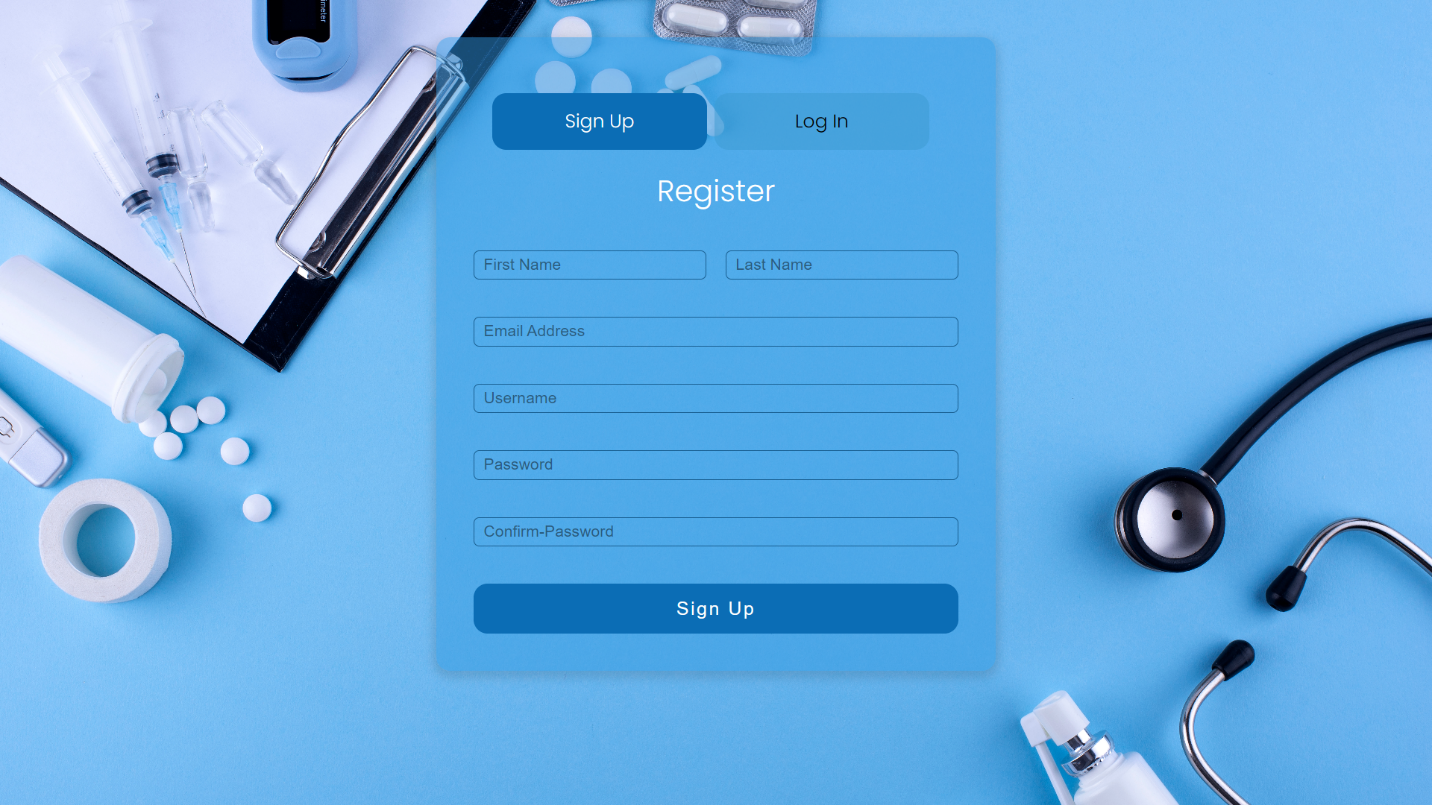 Sign Up
Log In
Register
First Name
Last Name
Email Address
Username
Password
Confirm-Password
Sign Up